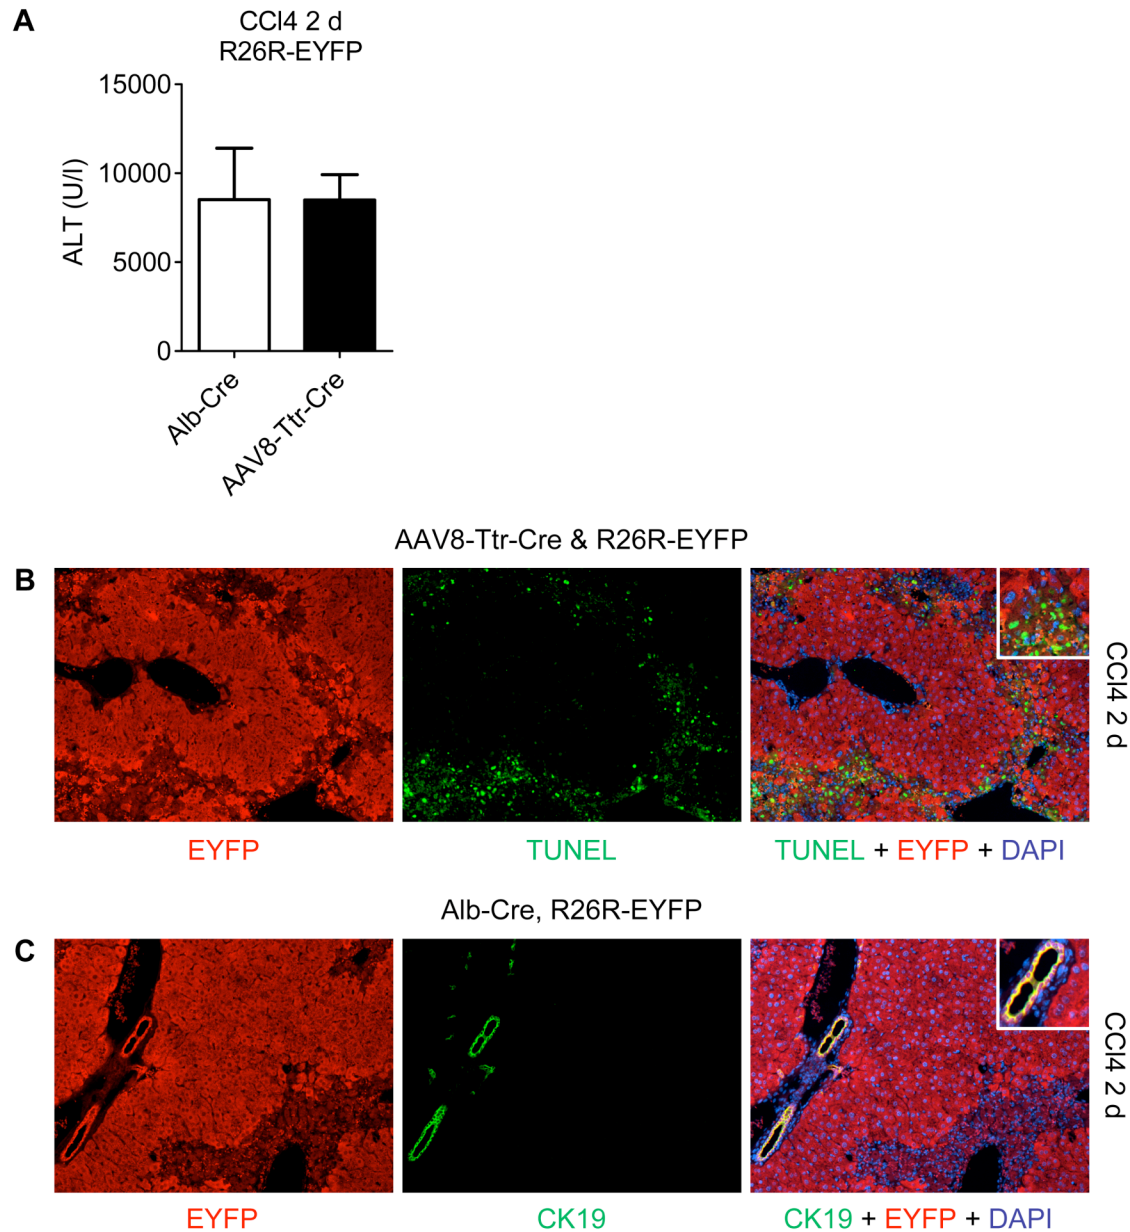 A
CCl4 2 d
R26R-EYFP
15000
10000
5000
0
ALT (U/l)
Alb-Cre
AAV8-Ttr-Cre
AAV8-Ttr-Cre & R26R-EYFP
B
CCl4 2 d
EYFP
TUNEL
TUNEL + EYFP + DAPI
Alb-Cre, R26R-EYFP
C
CCl4 2 d
EYFP
CK19
CK19 + EYFP + DAPI